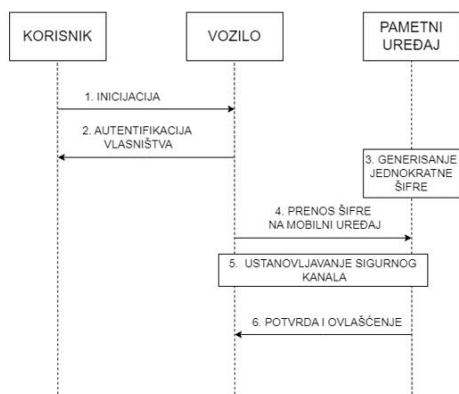 KORISNIK
VOZILO
PAMETNI
UREĐAJ
1. INICIJACIJA
2. AUTENTIFIKACIJA
VLASNIŠTVA
3. GENERISANJE
JEDNOKRATNE
ŠIFRE
4. PRENOS ŠIFRE
NA MOBILNI UREĐAJ
5. USTANOVLJAVANJE SIGURNOG
KANALA
6. POTVRDA I OVLAŠĆENJE